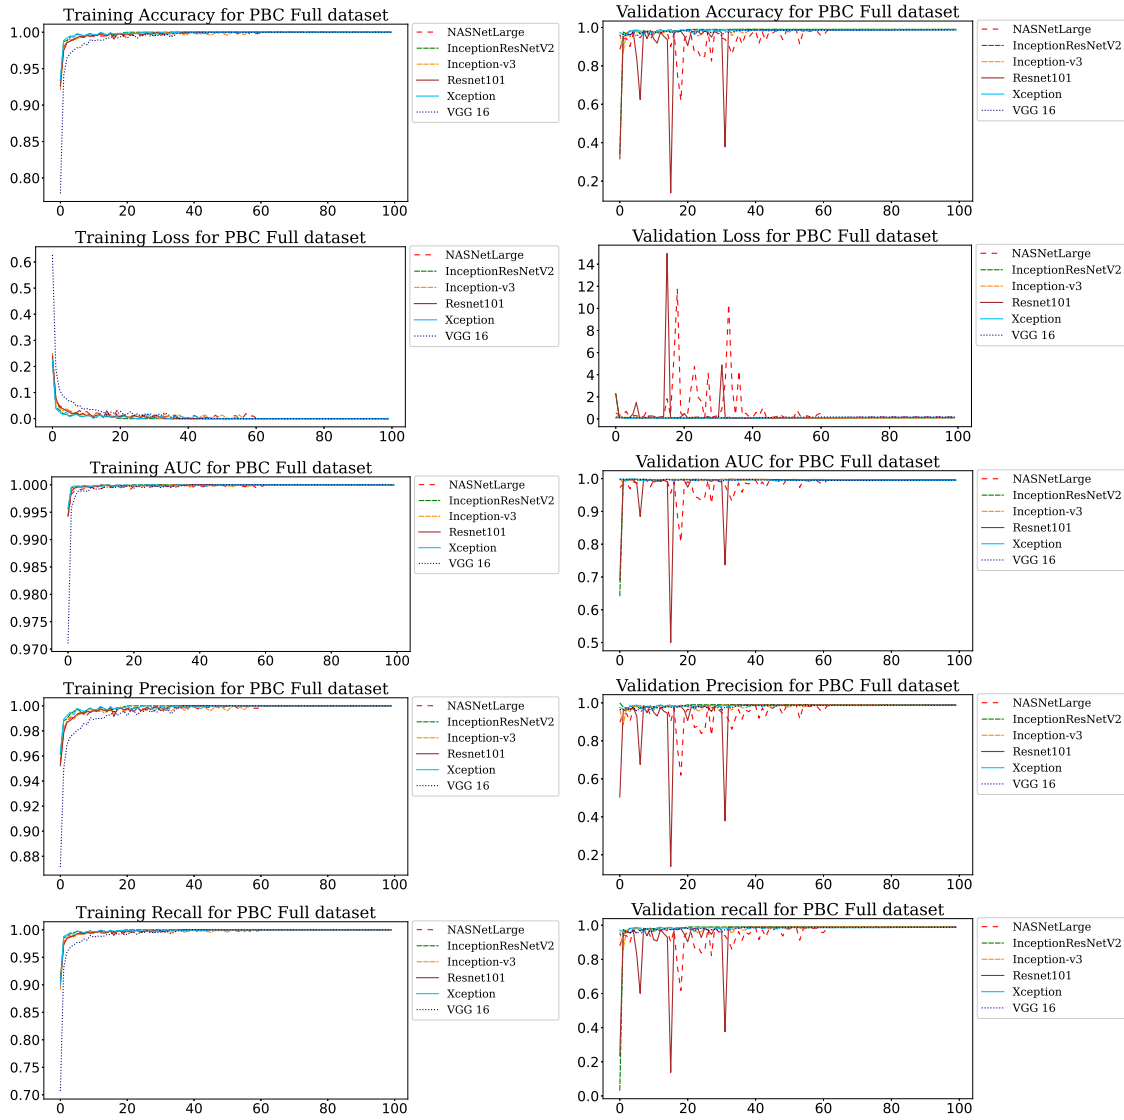 Training Accuracy for PBC Full dataset
1.00
0.95
0.90
0.85
0.80
0 20 40 60 80 100
NASNetLarge
InceptionResNetV2
Inception-v3
Resnet101
Xception
VGG 16
Validation Accuracy for PBC Full dataset
1.0
0.8
0.6
0.4
0.2
0 20 40 60 80 100
NASNetLarge
InceptionResNetV2
Inception-v3
Resnet101
Xception
VGG 16
Training Loss for PBC Full dataset
0.6
0.5
0.4
0.3
0.2
0.1
0.0
0 20 40 60 80 100
NASNetLarge
InceptionResNetV2
Inception-v3
Resnet101
Xception
VGG 16
Validation Loss for PBC Full dataset
14
12
10
8
6
4
2
0
0 20 40 60 80 100
NASNetLarge
InceptionResNetV2
Inception-v3
Resnet101
Xception
VGG 16
Training AUC for PBC Full dataset
1.000
0.995
0.990
0.985
0.980
0.975
0.970
0 20 40 60 80 100
NASNetLarge
InceptionResNetV2
Inception-v3
Resnet101
Xception
VGG 16
Validation AUC for PBC Full dataset
1.0
0.9
0.8
0.7
0.6
0.5
0 20 40 60 80 100
NASNetLarge
InceptionResNetV2
Inception-v3
Resnet101
Xception
VGG 16
Training Precision for PBC Full dataset
1.00
0.98
0.96
0.94
0.92
0.90
0.88
0 20 40 60 80 100
NASNetLarge
InceptionResNetV2
Inception-v3
Resnet101
Xception
VGG 16
Validation Precision for PBC Full dataset
1.0
0.8
0.6
0.4
0.2
0 20 40 60 80 100
NASNetLarge
InceptionResNetV2
Inception-v3
Resnet101
Xception
VGG 16
Training Recall for PBC Full dataset
1.00
0.95
0.90
0.85
0.80
0.75
0.70
0 20 40 60 80 100
NASNetLarge
InceptionResNetV2
Inception-v3
Resnet101
Xception
VGG 16
Validation recall for PBC Full dataset
1.0
0.8
0.6
0.4
0.2
0.0
0 20 40 60 80 100
NASNetLarge
InceptionResNetV2
Inception-v3
Resnet101
Xception
VGG 16